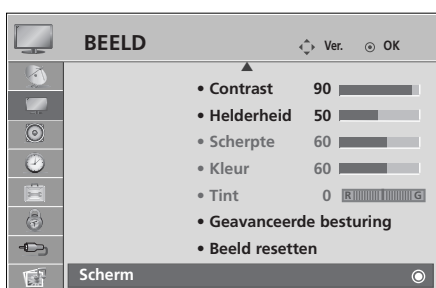 BEELD Ver. OK
• Contrast 90
• Helderheid 50
• Scherpte 60
• Kleur 60
• Tint 0 R G
• Geavanceerde besturing
• Beeld resetten
Scherm